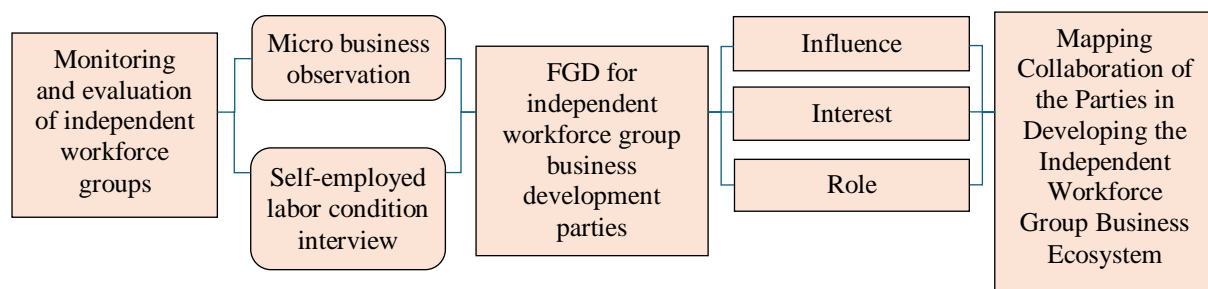 Monitoring
and evaluation
of independent
workforce
groups
Micro business
observation
Self-employed
labor condition
interview
FGD for
independent
workforce group
business
development
parties
Influence
Interest
Role
Mapping
Collaboration of
the Parties in
Developing the
Independent
Workforce
Group Business
Ecosystem